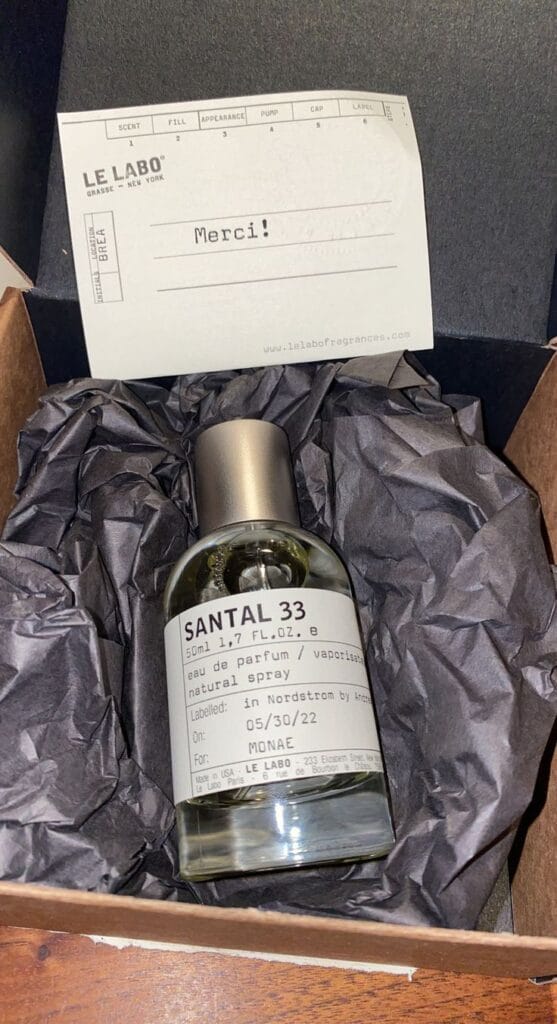 SCENT FILL APPEARANCE PUMP CAP LABEL
1 2 3 4 5 6
LE LABO®
GRASSE — NEW YORK
LOCATION BREA
INITIALS
Merci!
www.lelabofragrances.com
SANTAL 33
50ml 1,7 FL.OZ. e
eau de parfum / vaporisate
natural spray
Labelled: in Nordstrom by Andre
On: 05/30/22
For: MONAE
Made in USA - LE LABO - 233 Elizabeth Street, New
Le Labo Paris - 6 rue de Bourbon le Château,